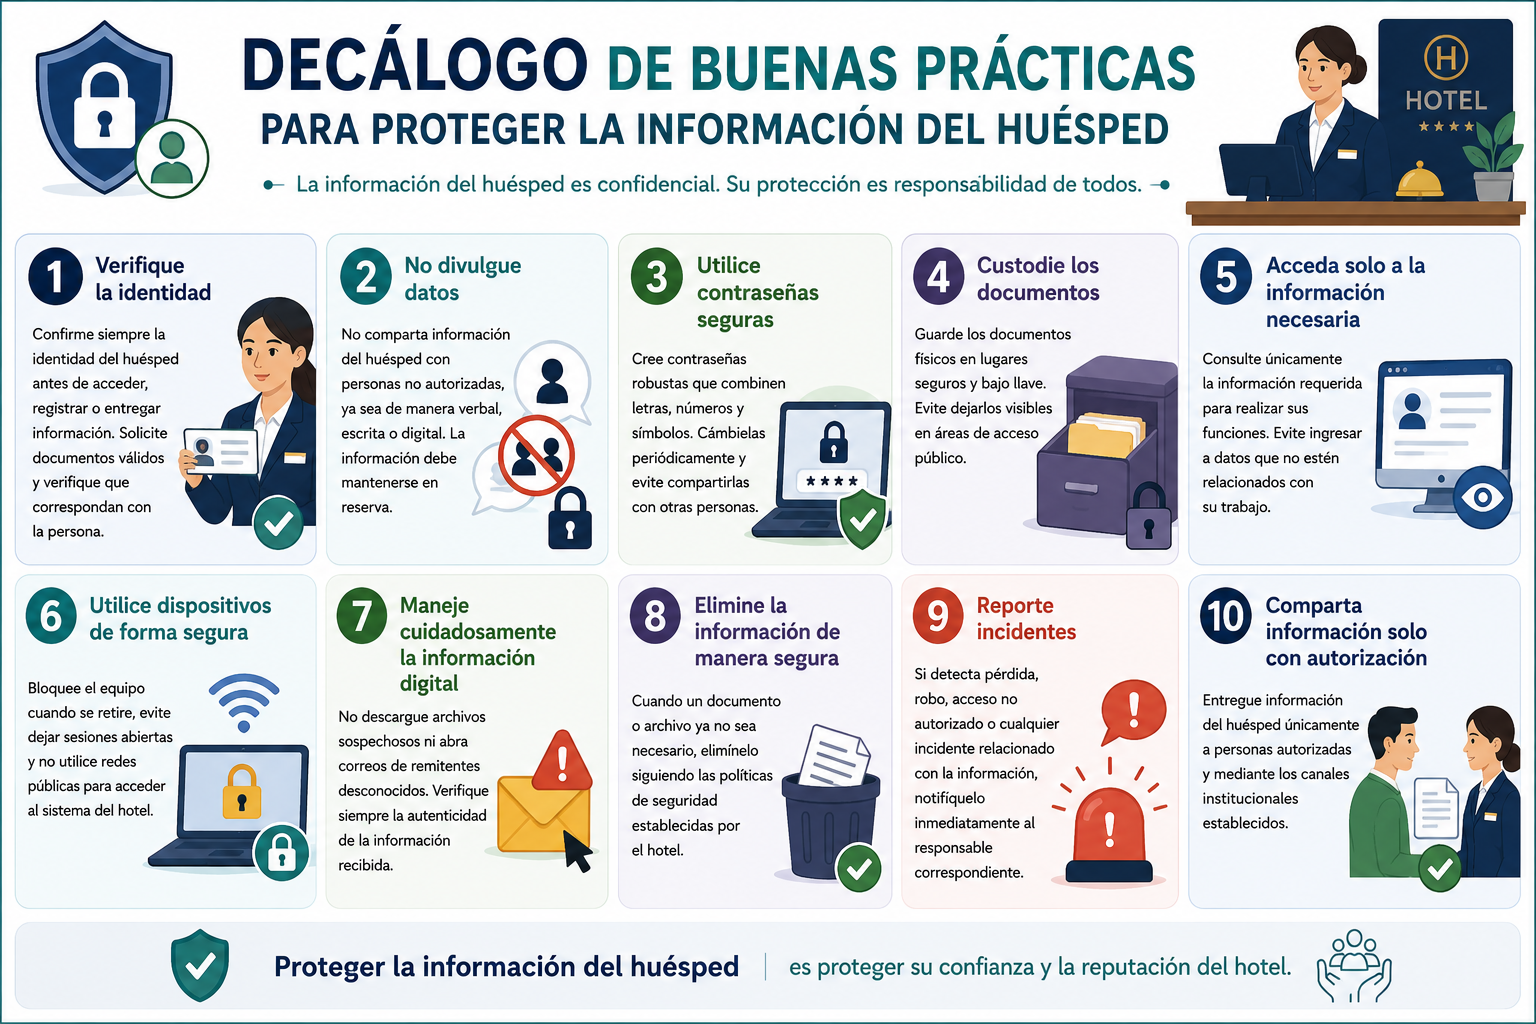 DECÁLOGO DE BUENAS PRÁCTICAS
PARA PROTEGER LA INFORMACIÓN DEL HUÉSPED
La información del huésped es confidencial. Su protección es responsabilidad de todos.
H
HOTEL
★★★★
1
Verifique
la identidad
Confirme siempre la
identidad del huésped
antes de acceder,
registrar o entregar
información. Solicite
documentos válidos
y verifique que
correspondan con
la persona.
2
No divulgue
datos
No comparta información
del huésped con
personas no autorizadas,
ya sea de manera verbal,
escrita o digital. La
información debe
mantenerse en
reserva.
3
Utilice
contraseñas
seguras
Cree contraseñas
robustas que combinen
letras, números y
símbolos. Cámbielas
periódicamente y
evite compartirlas
con otras personas.
****
4
Custodie los
documentos
Guarde los documentos
físicos en lugares
seguros y bajo llave.
Evite dejarlos visibles
en áreas de acceso
público.
5
Acceda solo a la
información
necesaria
Consulte únicamente
la información requerida
para realizar sus
funciones. Evite ingresar
a datos que no estén
relacionados con
su trabajo.
6
Utilice dispositivos
de forma segura
Bloquee el equipo
cuando se retire, evite
dejar sesiones abiertas
y no utilice redes
públicas para acceder
al sistema del hotel.
7
Maneje
cuidadosamente
la información
digital
No descargue archivos
sospechosos ni abra
correos de remitentes
desconocidos. Verifique
siempre la autenticidad
de la información
recibida.
!
8
Elimine la
información de
manera segura
Cuando un documento
o archivo ya no sea
necesario, elimínelo
siguiendo las políticas
de seguridad
establecidas por
el hotel.
9
Reporte
incidentes
Si detecta pérdida,
robo, acceso no
autorizado o cualquier
incidente relacionado
con la información,
notifíquelo
inmediatamente al
responsable
correspondiente.
!
!
10
Comparta
información solo
con autorización
Entregue información
del huésped únicamente
a personas autorizadas
y mediante los canales
institucionales
establecidos.
Proteger la información del huésped | es proteger su confianza y la reputación del hotel.